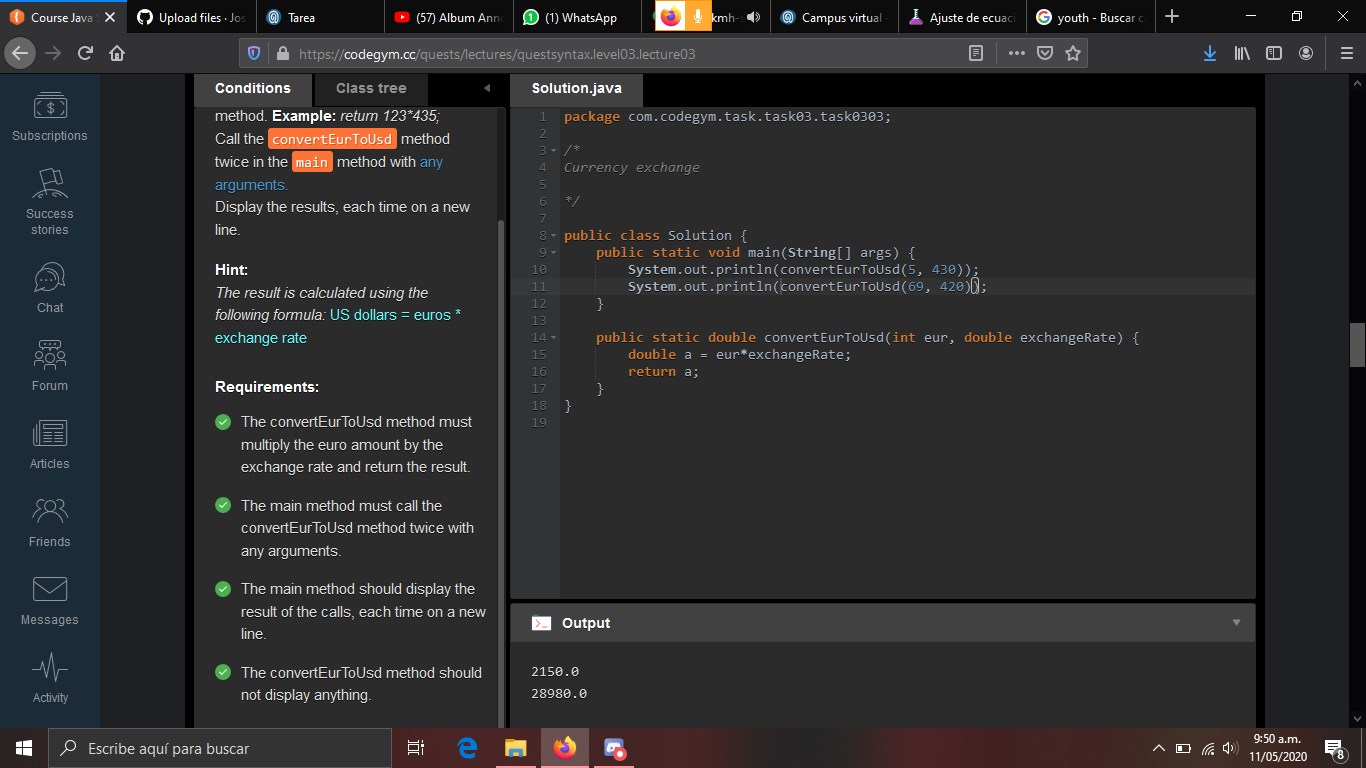 Course Java S
Upload files · Jos
Tarea
(57) Album Anno
(1) WhatsApp
kmh-s
Campus virtual -
Ajuste de ecuaci
youth - Buscar c
https://codegym.cc/quests/lectures/questsyntax.level03.lecture03
Subscriptions
Success
stories
Chat
Forum
Articles
Friends
Messages
Activity
Conditions
Class tree
method. Example: return 123*435;
Call the convertEurToUsd method
twice in the main method with any
arguments.
Display the results, each time on a new
line.
Hint:
The result is calculated using the
following formula: US dollars = euros *
exchange rate
Requirements:
The convertEurToUsd method must
multiply the euro amount by the
exchange rate and return the result.
The main method must call the
convertEurToUsd method twice with
any arguments.
The main method should display the
result of the calls, each time on a new
line.
The convertEurToUsd method should
not display anything.
Solution.java
1 package com.codegym.task.task03.task0303;
2
3 /*
4 Currency exchange
5
6 */
7
8 public class Solution {
9 public static void main(String[] args) {
10 System.out.println(convertEurToUsd(5, 430));
11 System.out.println(convertEurToUsd(69, 420));
12 }
13
14 public static double convertEurToUsd(int eur, double exchangeRate) {
15 double a = eur*exchangeRate;
16 return a;
17 }
18 }
19
Output
2150.0
28980.0
Escribe aquí para buscar
9:50 a.m.
11/05/2020
8